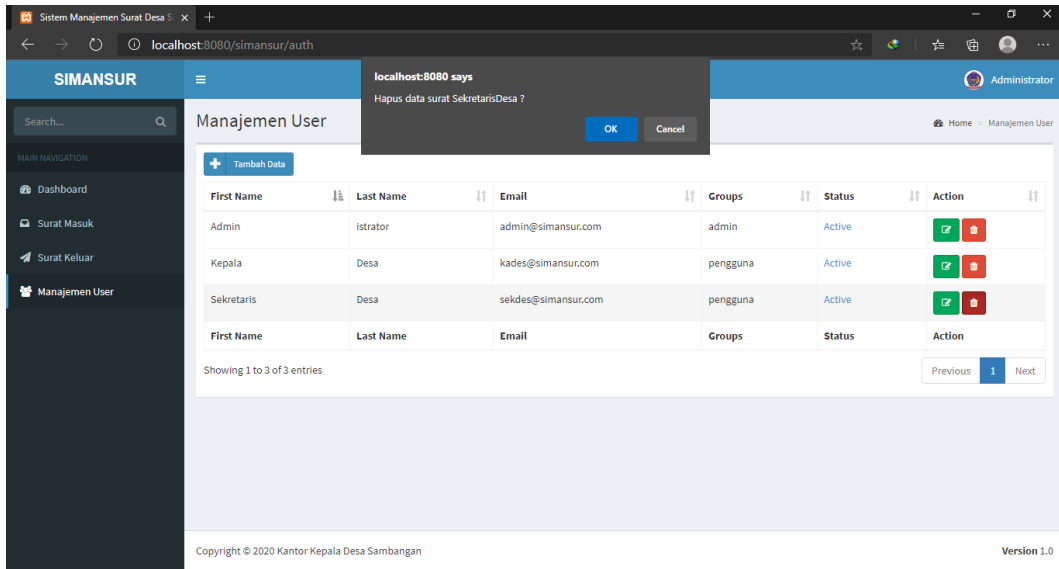 Sistem Manajemen Surat Desa S
localhost:8080/simansur/auth
SIMANSUR
Administrator
localhost:8080 says
Hapus data surat SekretarisDesa ?
OK Cancel
Search...
MAIN NAVIGATION
Dashboard
Surat Masuk
Surat Keluar
Manajemen User
Manajemen User
Home > Manajemen User
Tambah Data
First Name Last Name Email Groups Status Action
Admin istrator admin@simansur.com admin Active
Kepala Desa kades@simansur.com pengguna Active
Sekretaris Desa sekdes@simansur.com pengguna Active
First Name Last Name Email Groups Status Action
Showing 1 to 3 of 3 entries
Previous 1 Next
Copyright © 2020 Kantor Kepala Desa Sambangan
Version 1.0